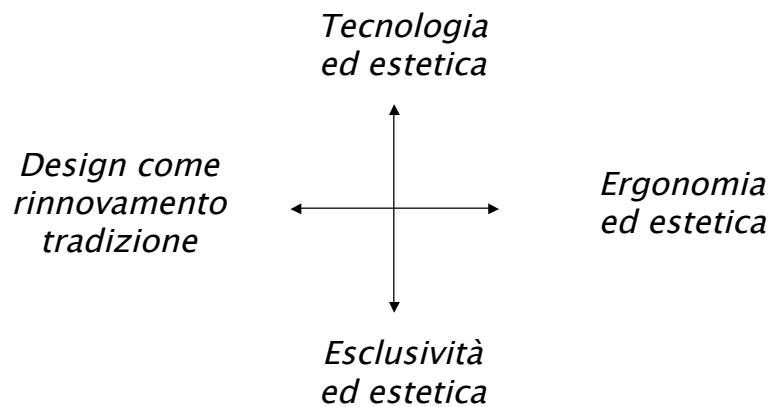 Tecnologia
ed estetica
Design come
rinnovamento
tradizione
Ergonomia
ed estetica
Esclusività
ed estetica